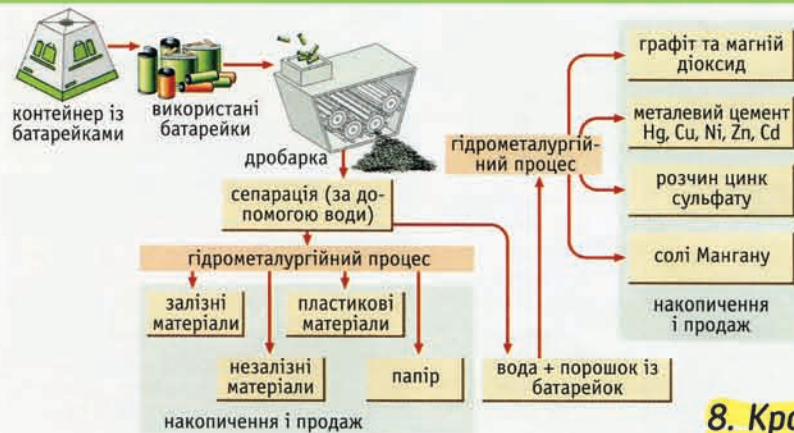 контейнер із
батарейками
використані
батарейки
дробарка
сепарація (за до-
помогою води)
гідрометалургійний процес
залізні
матеріали
пластикові
матеріали
незалізні
матеріали
папір
накопичення і продаж
вода + порошок із
батарейок
гідрометалургій-
ний процес
графіт та магній
діоксид
металевий цемент
Hg, Cu, Ni, Zn, Cd
розчин цинк
сульфату
солі Мангану
накопичення
і продаж
8. Кро